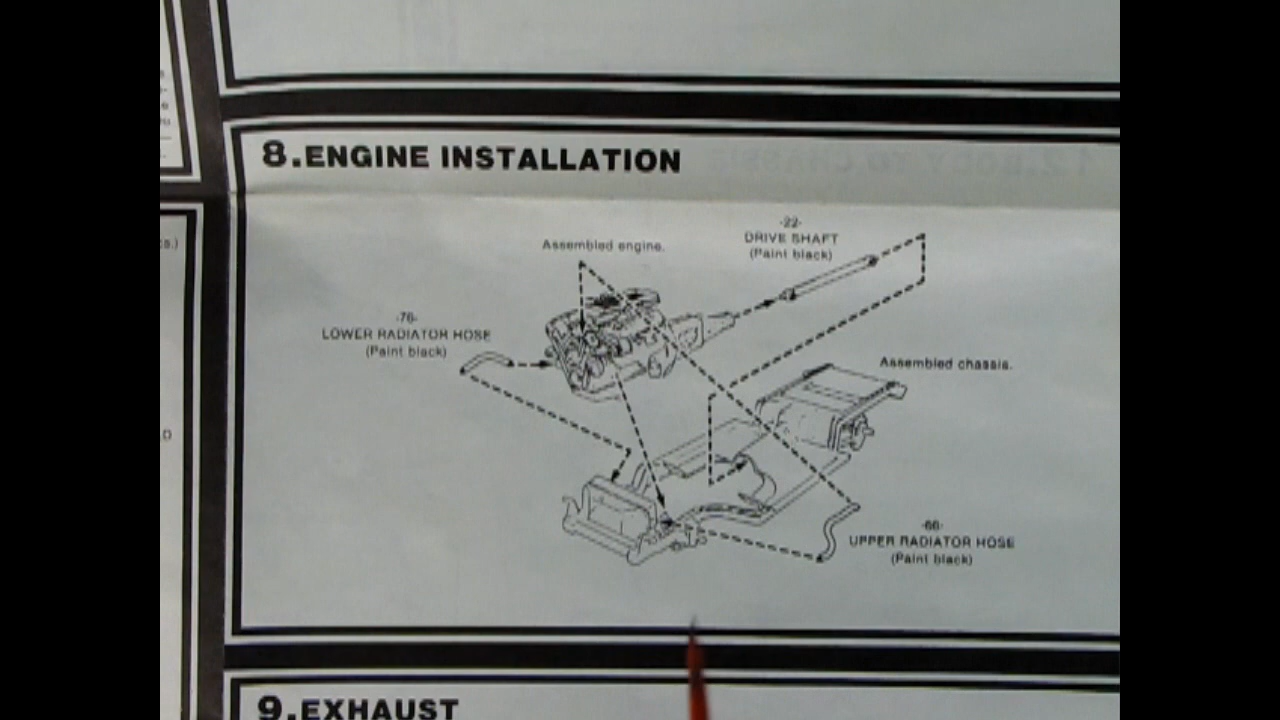 8.ENGINE INSTALLATION
-22-
DRIVE SHAFT
(Paint black)
Assembled engine.
-76-
LOWER RADIATOR HOSE
(Paint black)
Assembled chassis.
-66-
UPPER RADIATOR HOSE
(Paint black)
9.EXHAUST